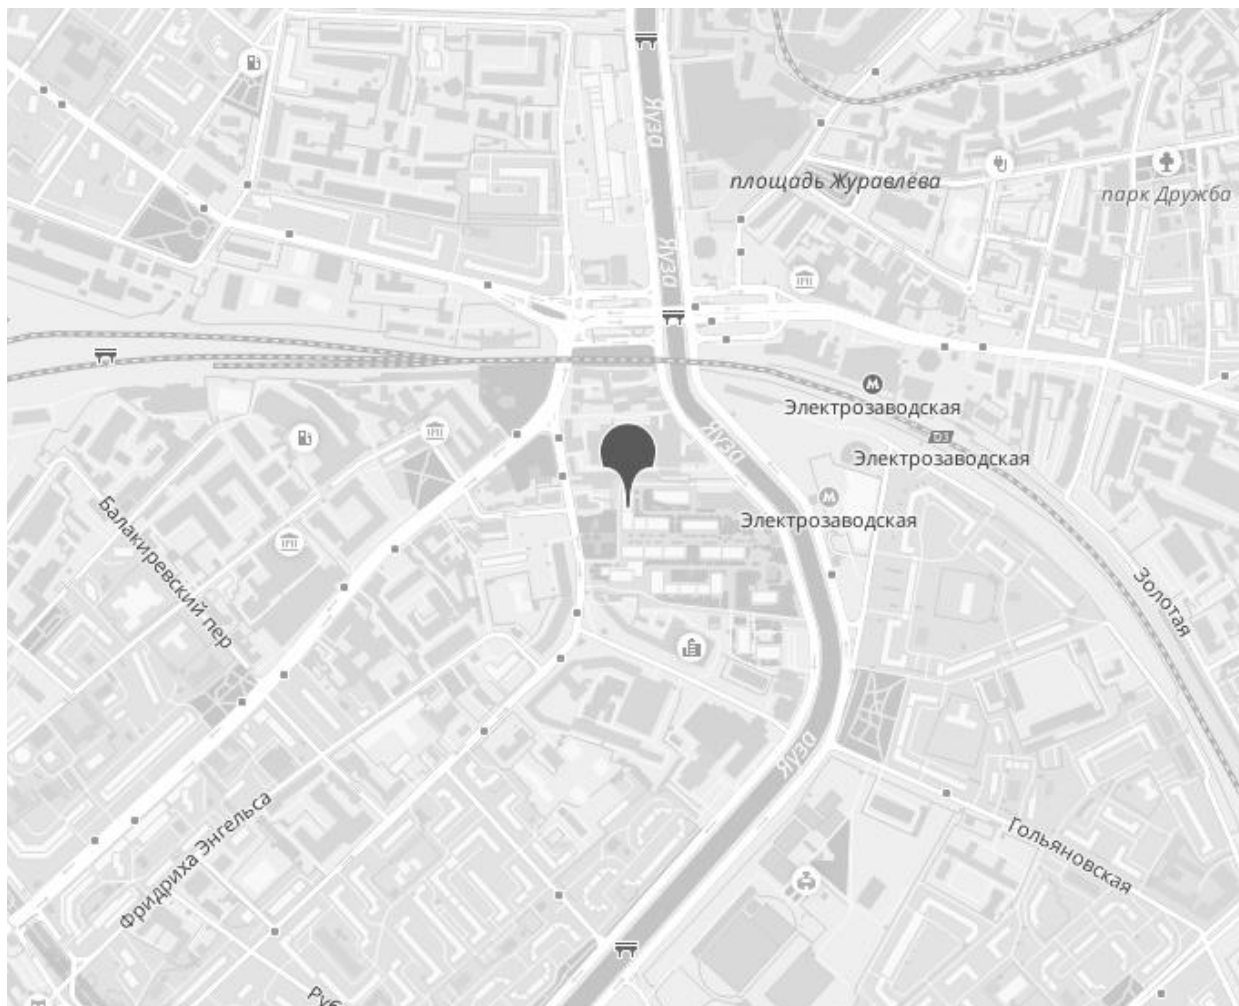 Яуза
площадь Журавлёва
парк Дружба
Яуза
М
Электрозаводская
Яуза
D3
Электрозаводская
М
Электрозаводская
Балакиревский пер
Золотая
Яуза
Фридриха Энгельса
Гольяновская